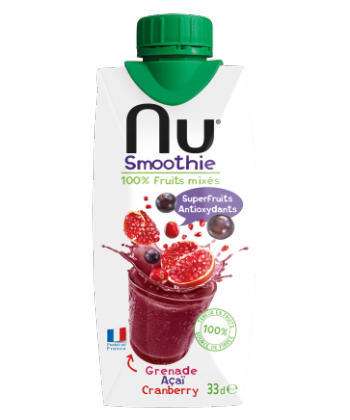 nu®
Smoothie
100% Fruits mixés
SuperFruits
Antioxydants
100%
Grenade
Açaï
Cranberry
33cl℮